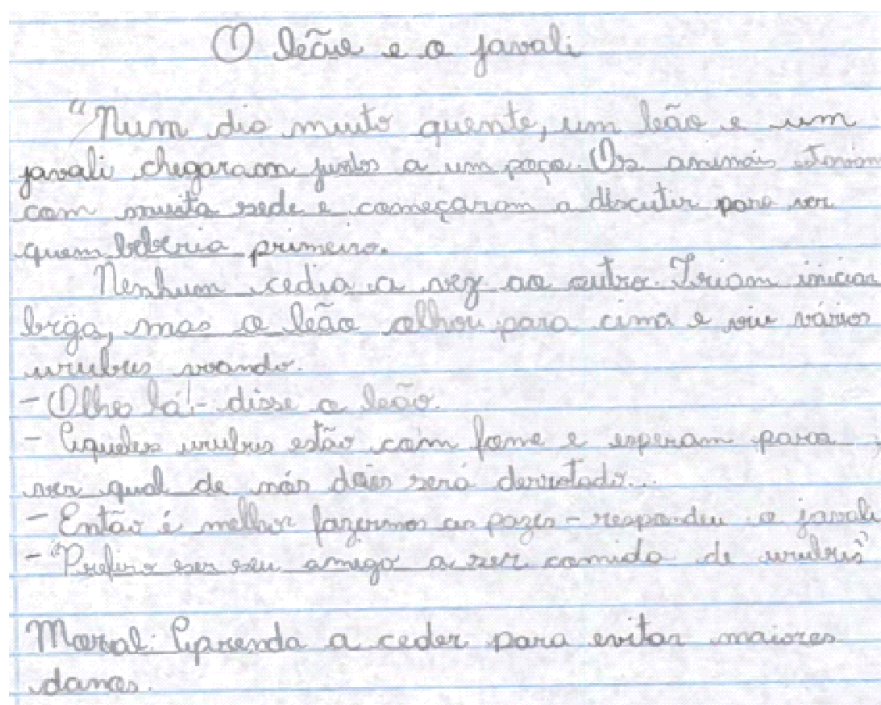 O leão e o javali
"Num dia muito quente, um leão e um
javali chegaram juntos a um poço. Os animais estavam
com muita sede e começaram a discutir para ver
quem beberia primeiro.
Nenhum cedia a vez ao outro. Iriam iniciar
briga, mas o leão olhou para cima e viu vários
urubus voando.
- Olhe lá! - disse o leão.
- Aqueles urubus estão com fome e esperam para
ver qual de nós dois será derrotado.
- Então é melhor fazermos as pazes - respondeu o javali
- "Prefiro ser seu amigo a ser comida de urubus"
Moral: Aprenda a ceder para evitar maiores
danos.